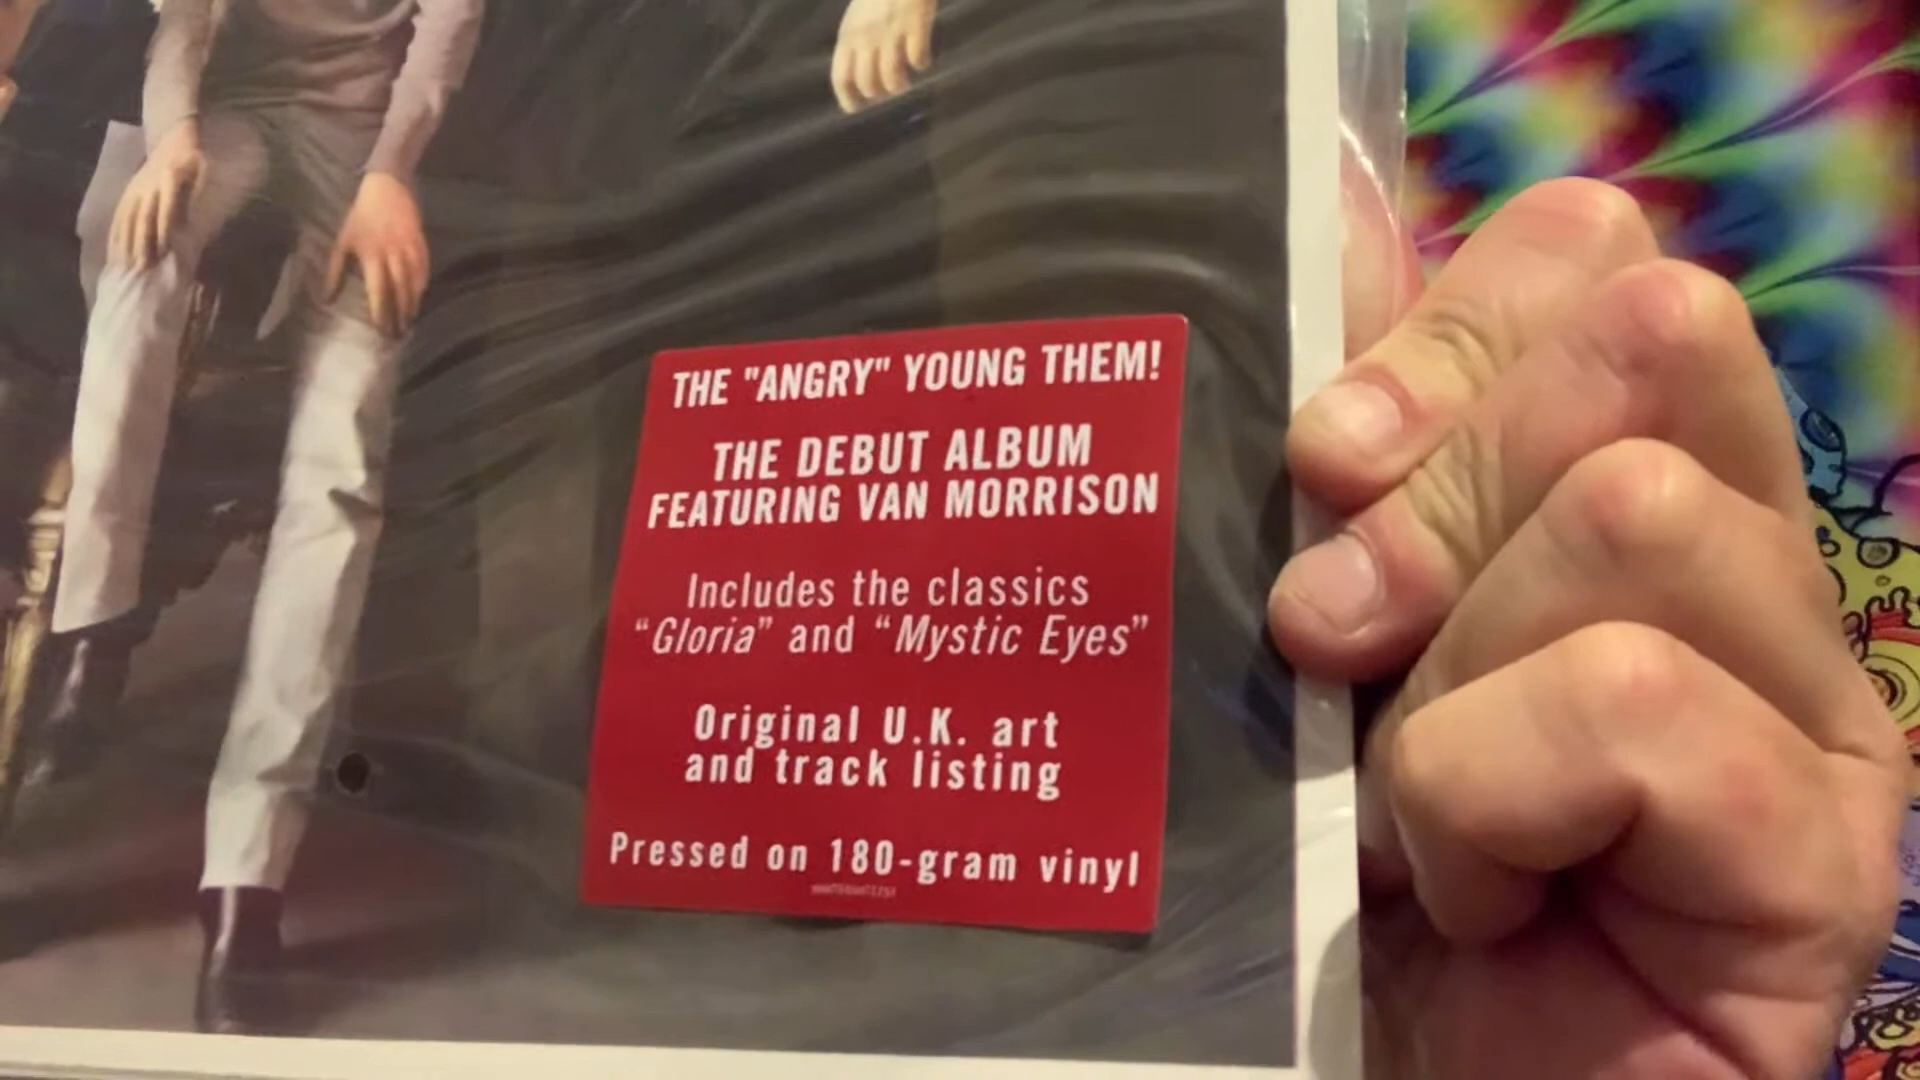 THE "ANGRY" YOUNG THEM!
THE DEBUT ALBUM
FEATURING VAN MORRISON
Includes the classics
“Gloria” and “Mystic Eyes”
Original U.K. art
and track listing
Pressed on 180-gram vinyl